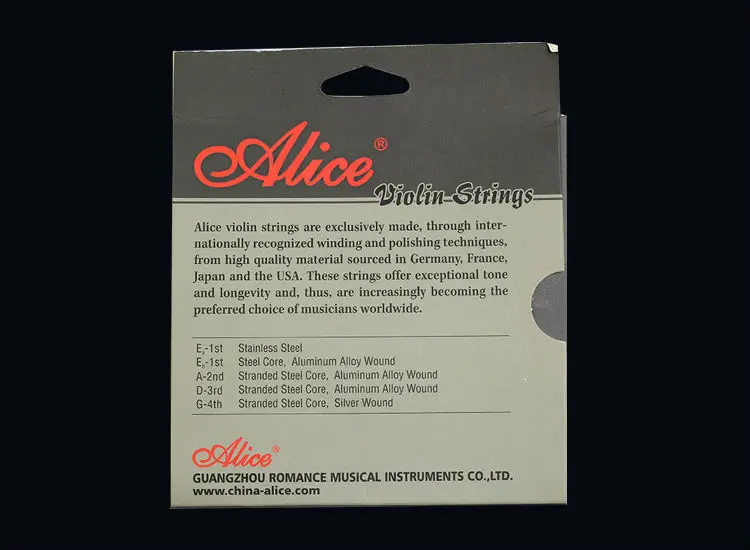 Alice®
Violin Strings
Alice violin strings are exclusively made, through inter-
nationally recognized winding and polishing techniques,
from high quality material sourced in Germany, France,
Japan and the USA. These strings offer exceptional tone
and longevity and, thus, are increasingly becoming the
preferred choice of musicians worldwide.
E₀-1st Stainless Steel
E₀-1st Steel Core, Aluminum Alloy Wound
A-2nd Stranded Steel Core, Aluminum Alloy Wound
D-3rd Stranded Steel Core, Aluminum Alloy Wound
G-4th Stranded Steel Core, Silver Wound
Alice®
GUANGZHOU ROMANCE MUSICAL INSTRUMENTS CO.,LTD.
www.china-alice.com